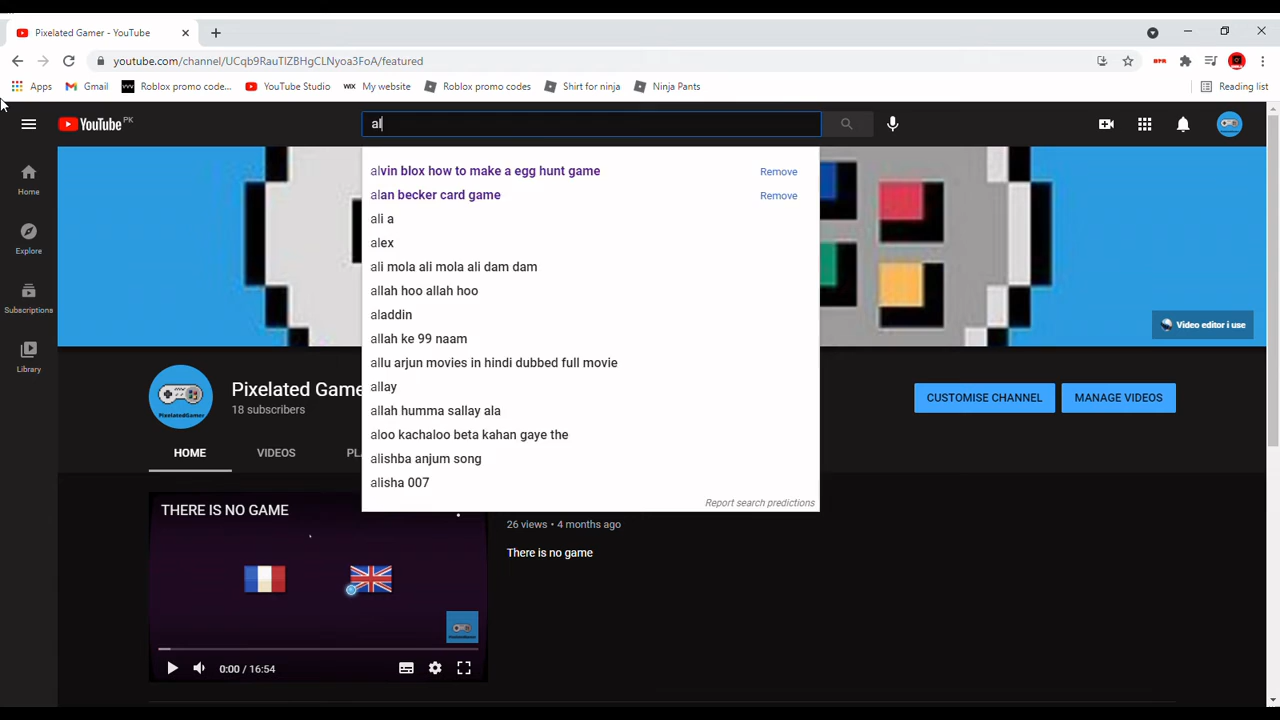 Pixelated Gamer - YouTube
youtube.com/channel/UCqb9RauTIZBHgCLNyoa3FoA/featured
Apps
Gmail
Roblox promo code...
YouTube Studio
WIX My website
Roblox promo codes
Shirt for ninja
Ninja Pants
Reading list
YouTube PK
al
alvin blox how to make a egg hunt game Remove
alan becker card game Remove
ali a
alex
ali mola ali mola ali dam dam
allah hoo allah hoo
aladdin
allah ke 99 naam
allu arjun movies in hindi dubbed full movie
allay
allah humma sallay ala
aloo kachaloo beta kahan gaye the
alishba anjum song
alisha 007
Report search predictions
Home
Explore
Subscriptions
Library
Video editor i use
Pixelated Game
18 subscribers
PixelatedGamer
CUSTOMISE CHANNEL
MANAGE VIDEOS
HOME
VIDEOS
PL
THERE IS NO GAME
0:00 / 16:54
26 views • 4 months ago
There is no game